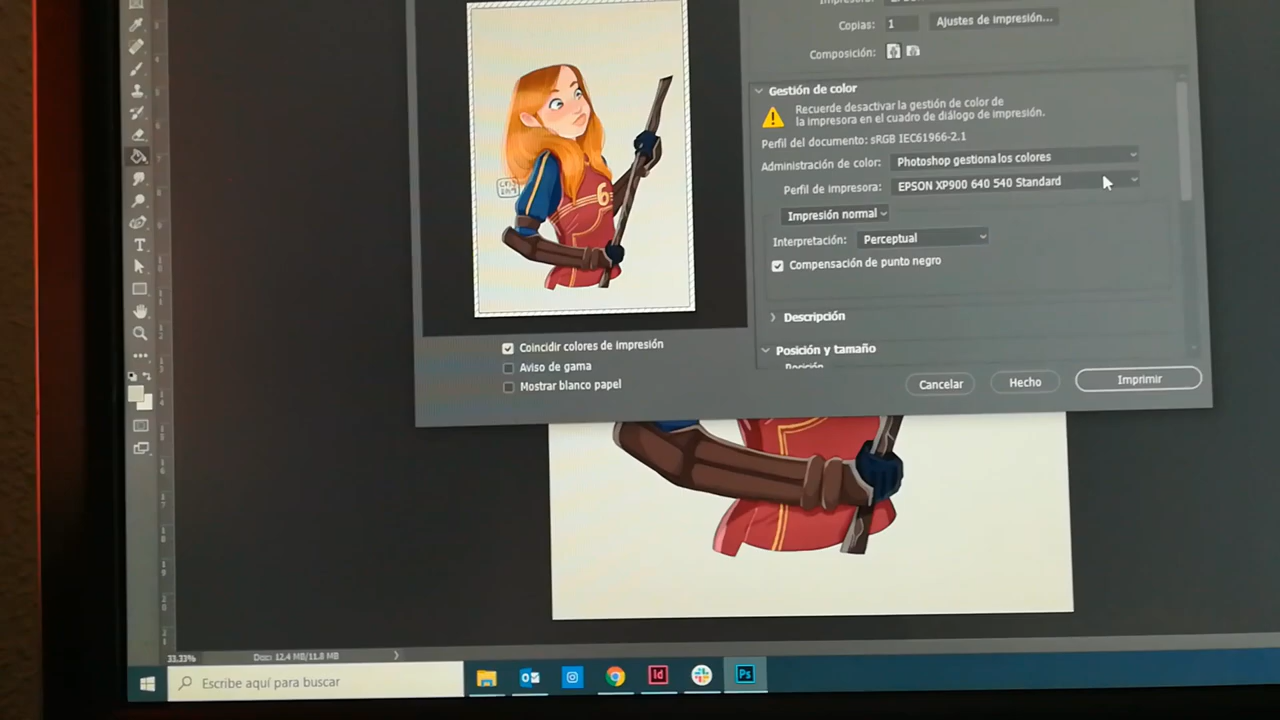 Copias: 1 Ajustes de impresión...
Composición:
Gestión de color
Recuerde desactivar la gestión de color de
la impresora en el cuadro de diálogo de impresión.
Perfil del documento: sRGB IEC61966-2.1
Administración de color: Photoshop gestiona los colores
Perfil de impresora: EPSON XP900 640 540 Standard
Impresión normal
Interpretación: Perceptual
Compensación de punto negro
Descripción
Posición y tamaño
Posición
6
Coincidir colores de impresión
Aviso de gama
Mostrar blanco papel
Cancelar Hecho Imprimir
33,33% Doc: 12.4 MB/11.8 MB
Escribe aquí para buscar
Id
Ps